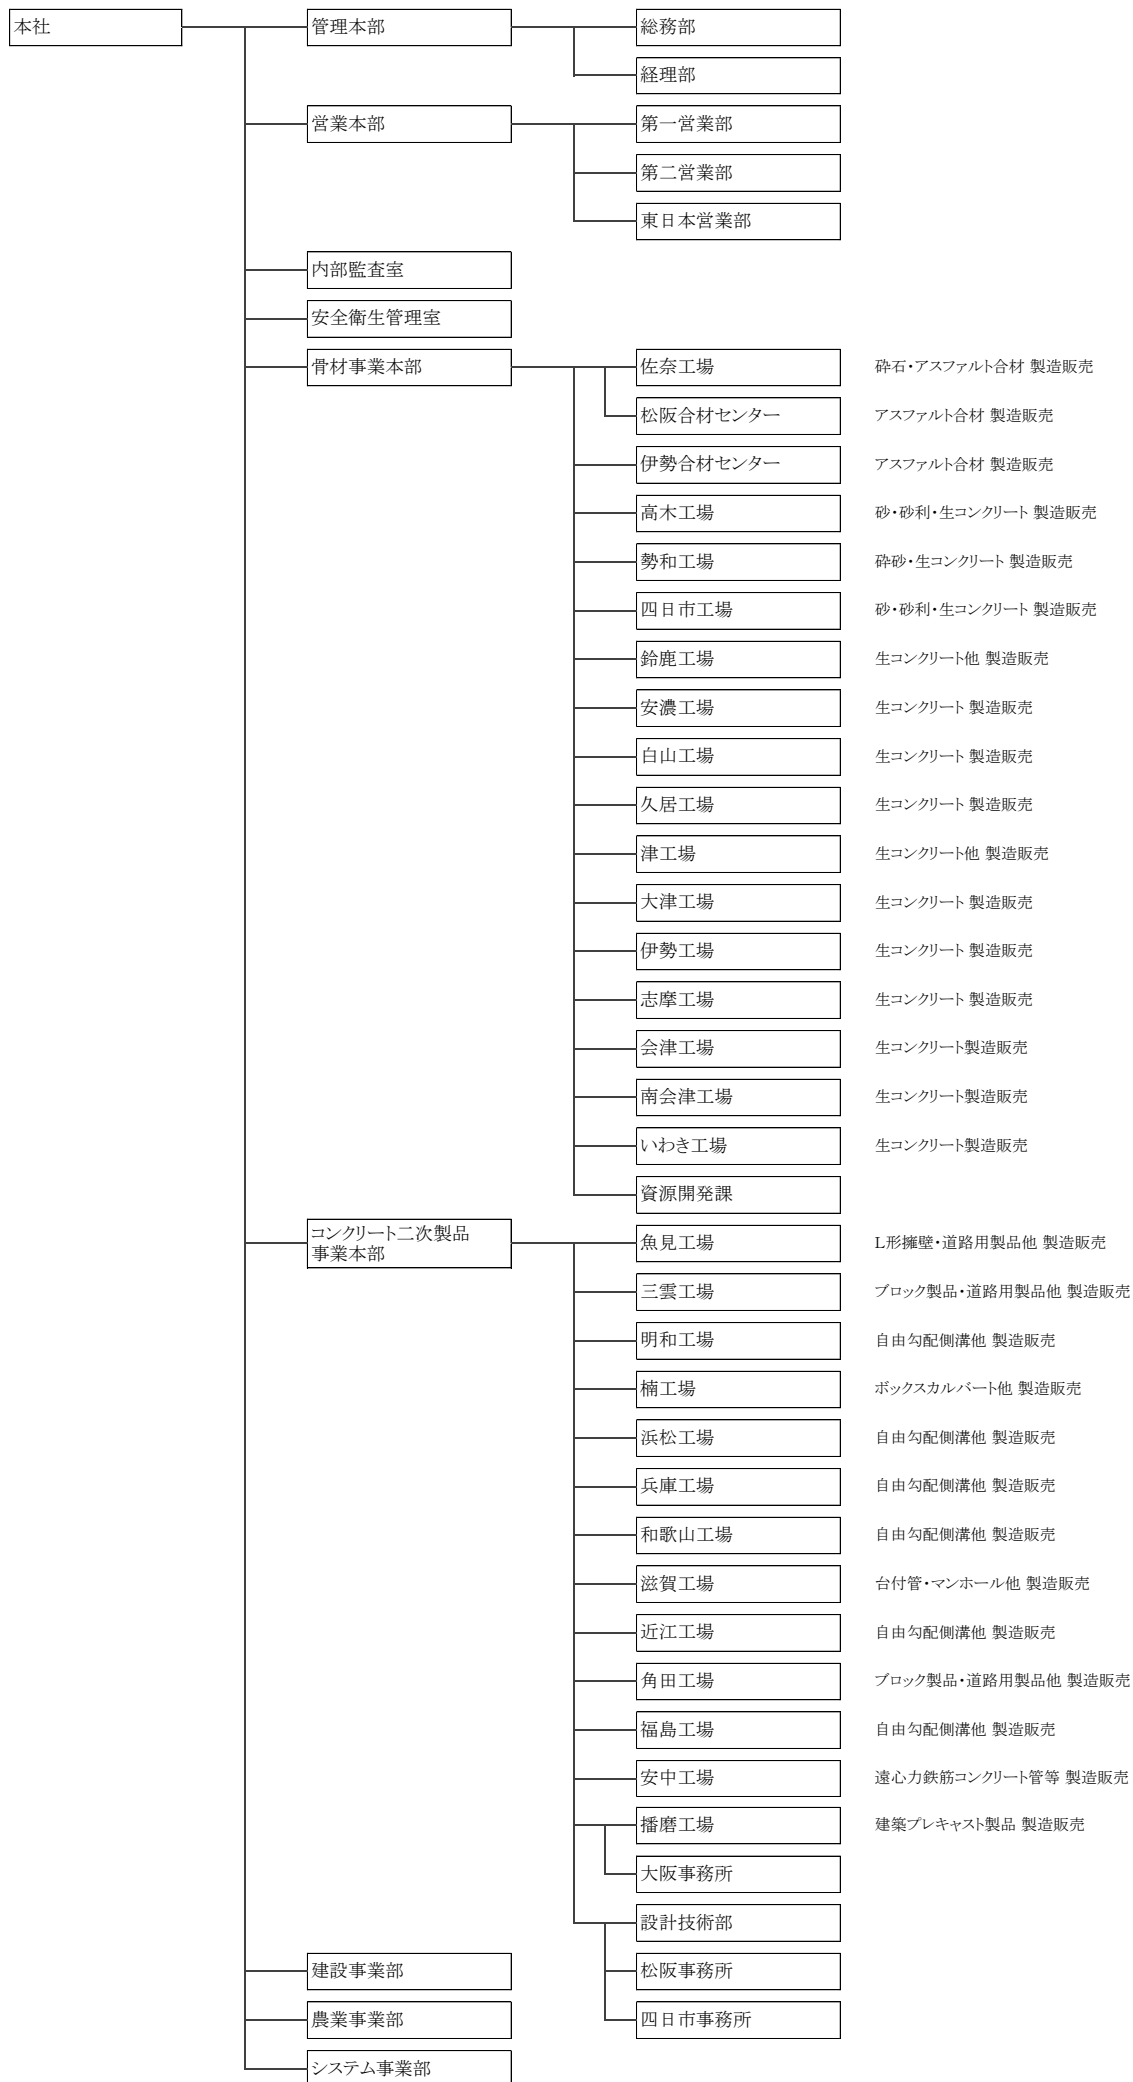 本社
管理本部
総務部
経理部
営業本部
第一営業部
第二営業部
東日本営業部
内部監査室
安全衛生管理室
骨材事業本部
佐奈工場 砕石・アスファルト合材 製造販売
松阪合材センター アスファルト合材 製造販売
伊勢合材センター アスファルト合材 製造販売
高木工場 砂・砂利・生コンクリート 製造販売
勢和工場 砕砂・生コンクリート 製造販売
四日市工場 砂・砂利・生コンクリート 製造販売
鈴鹿工場 生コンクリート他 製造販売
安濃工場 生コンクリート 製造販売
白山工場 生コンクリート 製造販売
久居工場 生コンクリート 製造販売
津工場 生コンクリート他 製造販売
大津工場 生コンクリート 製造販売
伊勢工場 生コンクリート 製造販売
志摩工場 生コンクリート 製造販売
会津工場 生コンクリート製造販売
南会津工場 生コンクリート製造販売
いわき工場 生コンクリート製造販売
資源開発課
コンクリート二次製品
事業本部
魚見工場 L形擁壁・道路用製品他 製造販売
三雲工場 ブロック製品・道路用製品他 製造販売
明和工場 自由勾配側溝他 製造販売
楠工場 ボックスカルバート他 製造販売
浜松工場 自由勾配側溝他 製造販売
兵庫工場 自由勾配側溝他 製造販売
和歌山工場 自由勾配側溝他 製造販売
滋賀工場 台付管・マンホール他 製造販売
近江工場 自由勾配側溝他 製造販売
角田工場 ブロック製品・道路用製品他 製造販売
福島工場 自由勾配側溝他 製造販売
安中工場 遠心力鉄筋コンクリート管等 製造販売
播磨工場 建築プレキャスト製品 製造販売
大阪事務所
設計技術部
松阪事務所
四日市事務所
建設事業部
農業事業部
システム事業部